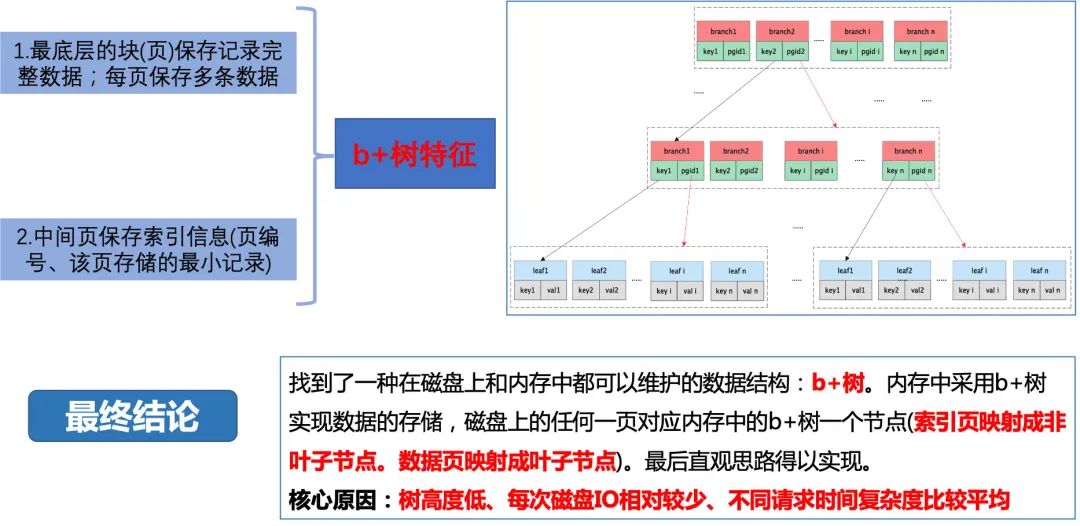 1.最底层的块(页)保存记录完
整数据；每页保存多条数据
b+树特征
2.中间页保存索引信息(页编
号、该页存储的最小记录)
branch1 branch2 ..... branch i branch n
key1 pgid1 key2 pgid2 key i pgid i key n pgid n
..... ..... .....
branch1 branch2 branch i ..... branch n
key1 pgid1 key2 pgid2 key i pgid i key n pgid n
.....
leaf1 leaf2 ..... leaf i leaf n ..... leaf1 leaf2 ..... leaf i leaf n
key1 val1 key2 val2 key i val i key n val n key1 val1 key2 val2 key i val i key n val n
最终结论
找到了一种在磁盘上和内存中都可以维护的数据结构：b+树。内存中采用b+树
实现数据的存储，磁盘上的任何一页对应内存中的b+树一个节点(索引页映射成非
叶子节点。数据页映射成叶子节点)。最后直观思路得以实现。
核心原因：树高度低、每次磁盘IO相对较少、不同请求时间复杂度比较平均